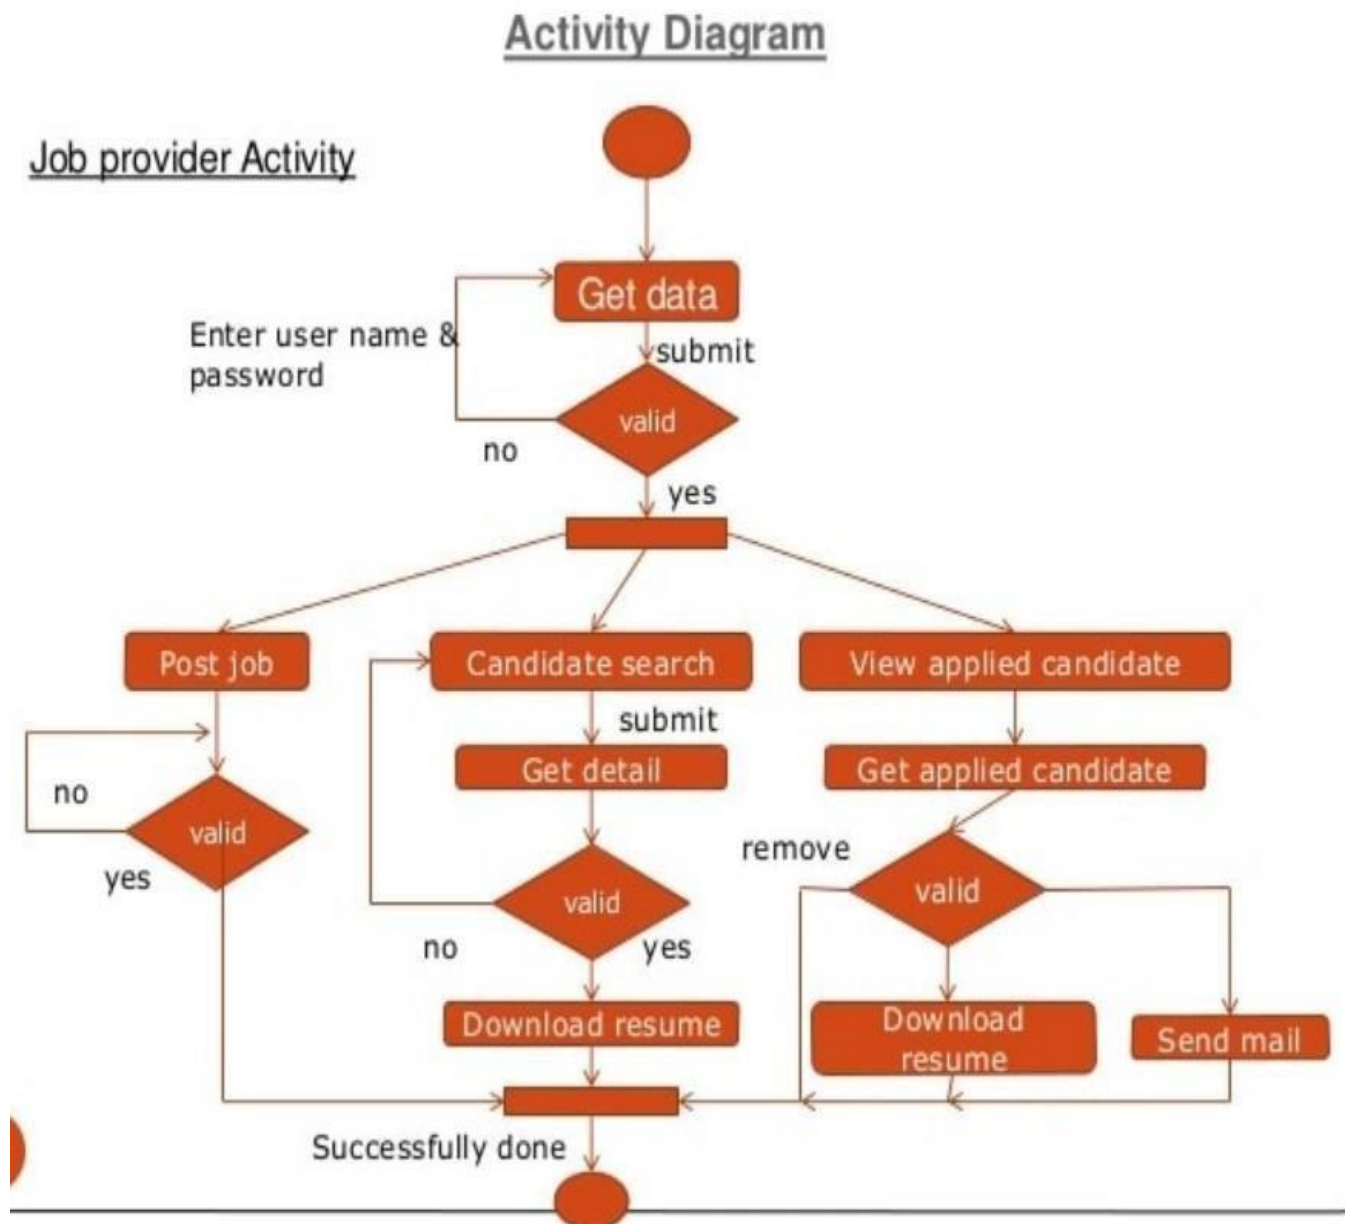 Activity Diagram
Job provider Activity
Get data
Enter user name &
password
submit
valid
no
yes
Post job
Candidate search
View applied candidate
submit
no
Get detail
Get applied candidate
valid
yes
remove
valid
no
yes
valid
Download resume
Download
resume
Send mail
Successfully done